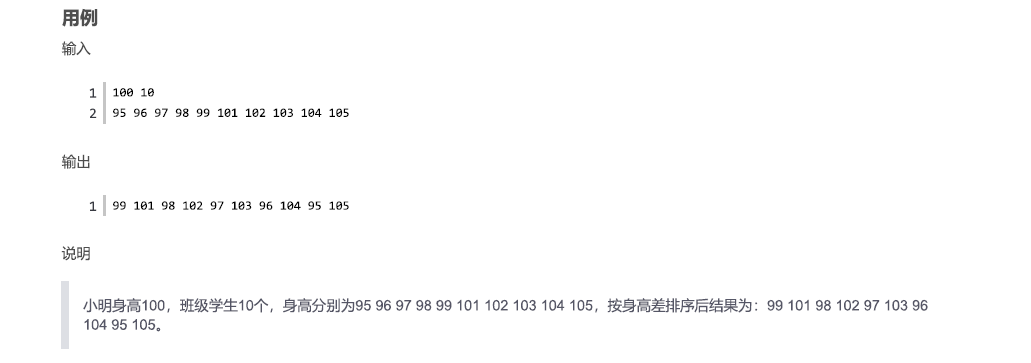 用例
输入
1 100 10
2 95 96 97 98 99 101 102 103 104 105
输出
1 99 101 98 102 97 103 96 104 95 105
说明
小明身高100，班级学生10个，身高分别为95 96 97 98 99 101 102 103 104 105，按身高差排序后结果为：99 101 98 102 97 103 96
104 95 105。